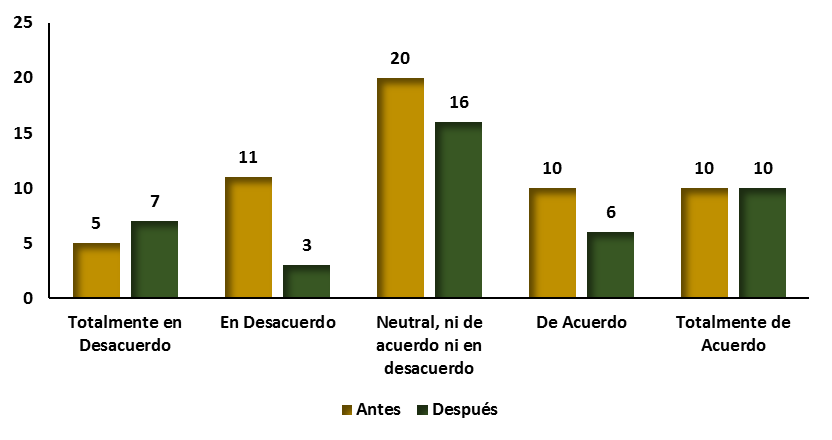 25
20
15
10
5
0
5
7
11
3
20
16
10
6
10
10
Totalmente en
Desacuerdo
En Desacuerdo
Neutral, ni de
acuerdo ni en
desacuerdo
De Acuerdo
Totalmente de
Acuerdo
Antes
Después